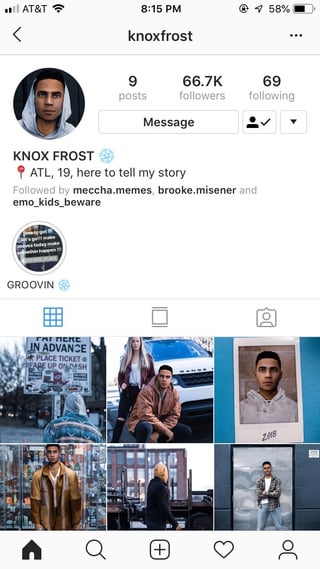 AT&T 8:15 PM 58%
knoxfrost
9 66.7K 69
posts followers following
Message
KNOX FROST
ATL, 19, here to tell my story
Followed by meccha.memes, brooke.misener and
emo_kids_beware
GROOVIN
PAY HERE
IN ADVANCE
PLACE TICKET
FARE UP ON DASH
2018